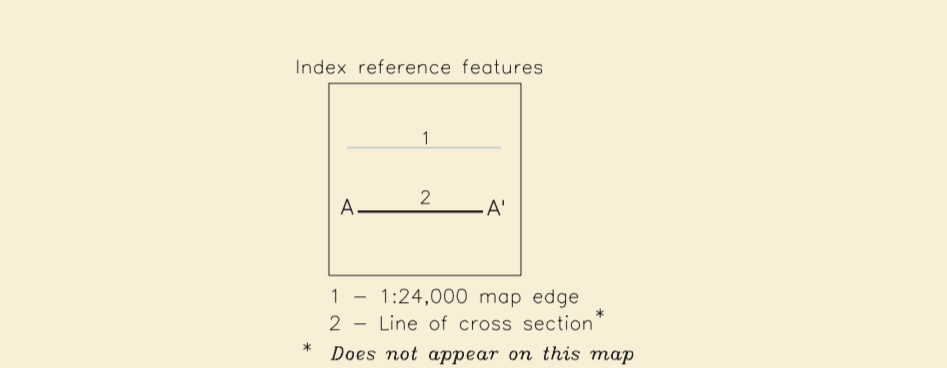 Index reference features
1
A 2 A'
1 – 1:24,000 map edge
2 – Line of cross section*
* Does not appear on this map